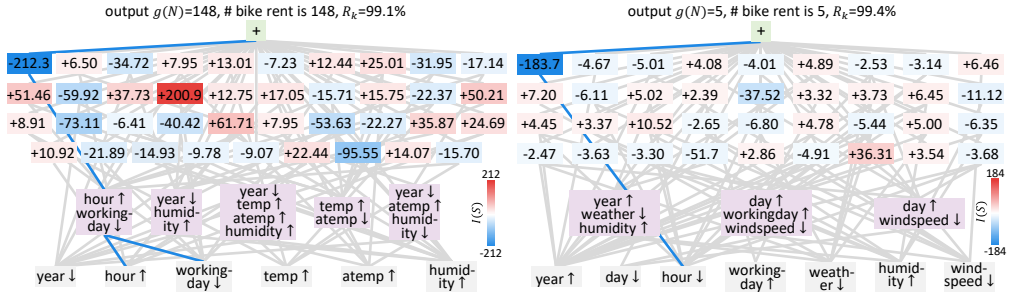 output g(N)=148, # bike rent is 148, R_k=99.1%
+
-212.3 +6.50 -34.72 +7.95 +13.01 -7.23 +12.44 +25.01 -31.95 -17.14
+51.46 -59.92 +37.73 +200.9 +12.75 +17.05 -15.71 +15.75 -22.37 +50.21
+8.91 -73.11 -6.41 -40.42 +61.71 +7.95 -53.63 -22.27 +35.87 +24.69
+10.92 -21.89 -14.93 -9.78 -9.07 +22.44 -95.55 +14.07 -15.70
212
I(S)
-212
hour ↑
working-
day ↓
year ↓
humid-
ity ↑
year ↓
temp ↑
atemp ↑
humidity ↑
temp ↑
atemp ↓
year ↓
atemp ↑
humid-
ity ↓
year ↓
hour ↑
working-
day ↓
temp ↑
atemp ↑
humid-
ity ↑
output g(N)=5, # bike rent is 5, R_k=99.4%
+
-183.7 -4.67 -5.01 +4.08 -4.01 +4.89 -2.53 -3.14 +6.46
+7.20 -6.11 +5.02 +2.39 -37.52 +3.32 +3.73 +6.45 -11.12
+4.45 +3.37 +10.52 -2.65 -6.80 +4.78 -5.44 +5.00 -6.35
-2.47 -3.63 -3.30 -51.7 +2.86 -4.91 +36.31 +3.54 -3.68
184
I(S)
-184
year ↑
weather ↓
humidity ↑
day ↑
workingday ↑
windspeed ↓
day ↑
windspeed ↓
year ↑
day ↓
hour ↓
working-
day ↑
weath-
er ↓
humid-
ity ↑
wind-
speed ↓